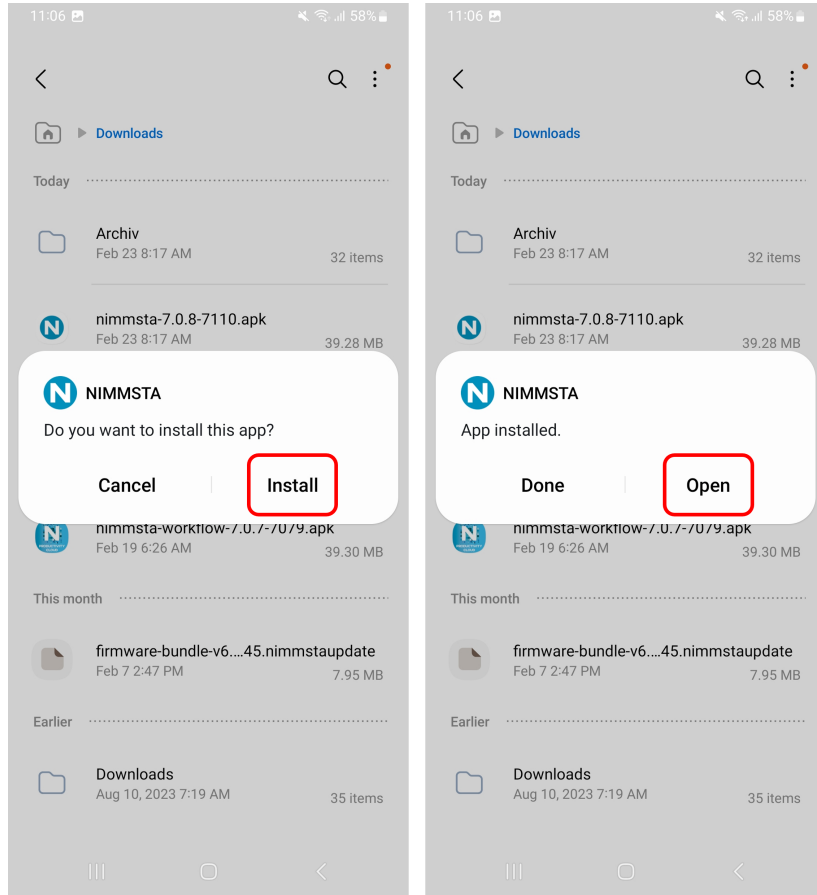 11:06 58%
Downloads
Today
Archiv
Feb 23 8:17 AM 32 items
nimmsta-7.0.8-7110.apk
Feb 23 8:17 AM 39.28 MB
N NIMMSTA
Do you want to install this app?
Cancel Install
nimmsta-workflow-7.0.7-7079.apk
Feb 19 6:26 AM 39.30 MB
This month
firmware-bundle-v6....45.nimmstaupdate
Feb 7 2:47 PM 7.95 MB
Earlier
Downloads
Aug 10, 2023 7:19 AM 35 items
11:06 58%
Downloads
Today
Archiv
Feb 23 8:17 AM 32 items
nimmsta-7.0.8-7110.apk
Feb 23 8:17 AM 39.28 MB
N NIMMSTA
App installed.
Done Open
nimmsta-workflow-7.0.7-7079.apk
Feb 19 6:26 AM 39.30 MB
This month
firmware-bundle-v6....45.nimmstaupdate
Feb 7 2:47 PM 7.95 MB
Earlier
Downloads
Aug 10, 2023 7:19 AM 35 items